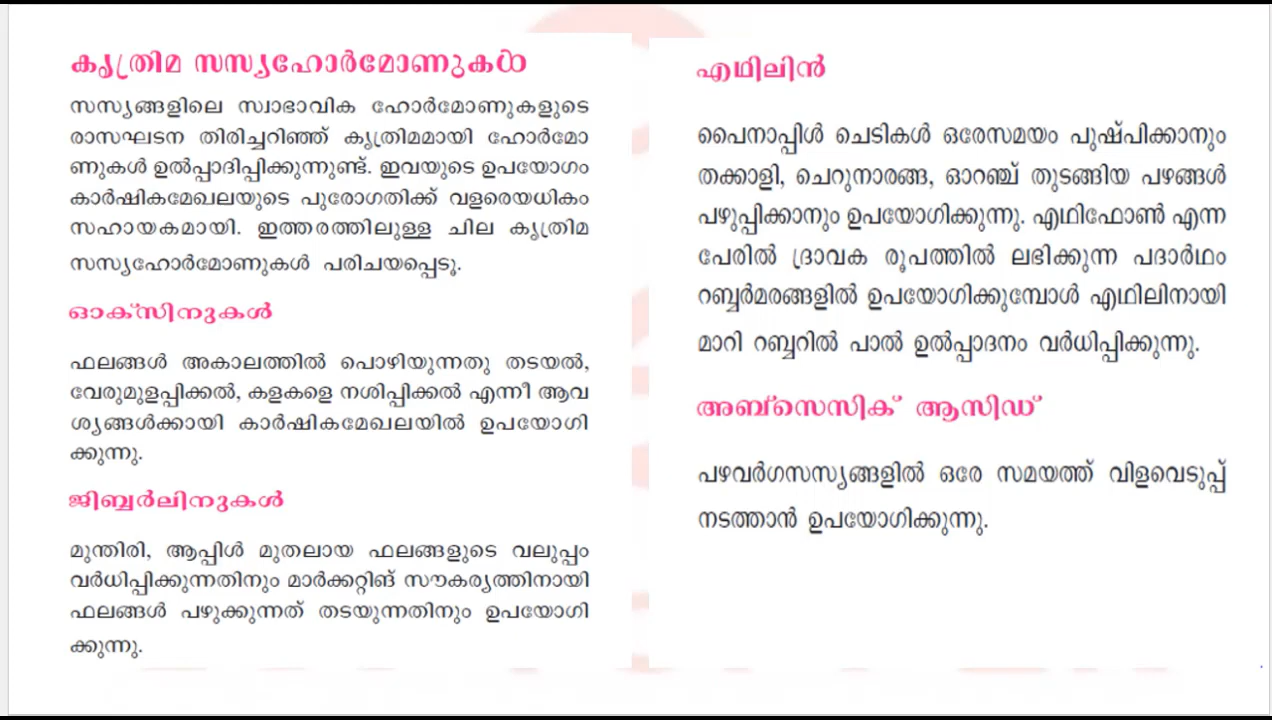 കൃത്രിമ സസ്യഹോർമോണുകൾ
സസ്യങ്ങളിലെ സ്വാഭാവിക ഹോർമോണുകളുടെ
രാസഘടന തിരിച്ചറിഞ്ഞ് കൃത്രിമമായി ഹോർമോ
ണുകൾ ഉൽപ്പാദിപ്പിക്കുന്നുണ്ട്. ഇവയുടെ ഉപയോഗം
കാർഷികമേഖലയുടെ പുരോഗതിക്ക് വളരെയധികം
സഹായകമായി. ഇത്തരത്തിലുള്ള ചില കൃത്രിമ
സസ്യഹോർമോണുകൾ പരിചയപ്പെടൂ.
ഓക്സിനുകൾ
ഫലങ്ങൾ അകാലത്തിൽ പൊഴിയുന്നതു തടയൽ,
വേരുമുളപ്പിക്കൽ, കളകളെ നശിപ്പിക്കൽ എന്നീ ആവ
ശ്യങ്ങൾക്കായി കാർഷികമേഖലയിൽ ഉപയോഗി
ക്കുന്നു.
ജിബ്ബർലിനുകൾ
മുന്തിരി, ആപ്പിൾ മുതലായ ഫലങ്ങളുടെ വലുപ്പം
വർധിപ്പിക്കുന്നതിനും മാർക്കറ്റിങ് സൗകര്യത്തിനായി
ഫലങ്ങൾ പഴുക്കുന്നത് തടയുന്നതിനും ഉപയോഗി
ക്കുന്നു.
എഥിലിൻ
പൈനാപ്പിൾ ചെടികൾ ഒരേസമയം പുഷ്പിക്കാനും
തക്കാളി, ചെറുനാരങ്ങ, ഓറഞ്ച് തുടങ്ങിയ പഴങ്ങൾ
പഴുപ്പിക്കാനും ഉപയോഗിക്കുന്നു. എഥിഫോൺ എന്ന
പേരിൽ ദ്രാവക രൂപത്തിൽ ലഭിക്കുന്ന പദാർഥം
റബ്ബർമരങ്ങളിൽ ഉപയോഗിക്കുമ്പോൾ എഥിലിനായി
മാറി റബ്ബറിൽ പാൽ ഉൽപ്പാദനം വർധിപ്പിക്കുന്നു.
അബ്സെസിക് ആസിഡ്
പഴവർഗസസ്യങ്ങളിൽ ഒരേ സമയത്ത് വിളവെടുപ്പ്
നടത്താൻ ഉപയോഗിക്കുന്നു.